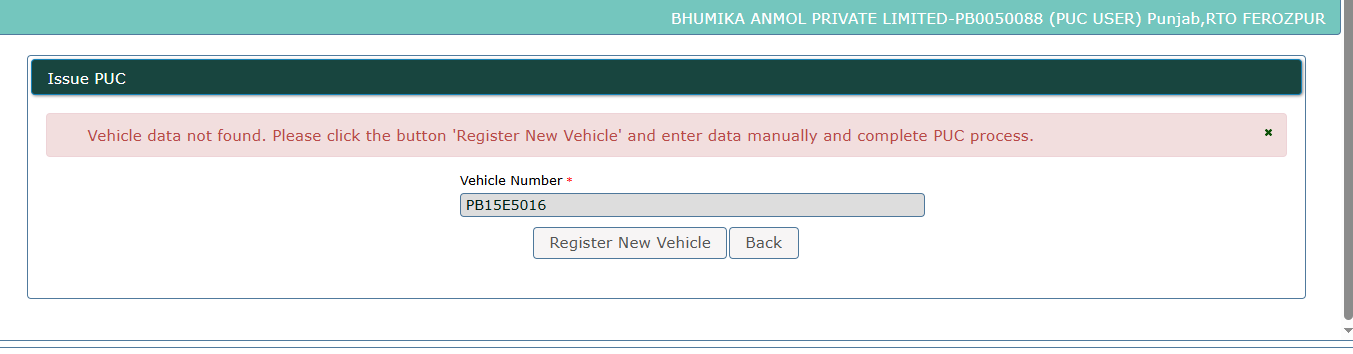 BHUMIKA ANMOL PRIVATE LIMITED-PB0050088 (PUC USER) Punjab,RTO FEROZPUR
Issue PUC
Vehicle data not found. Please click the button 'Register New Vehicle' and enter data manually and complete PUC process.
Vehicle Number *
PB15E5016
Register New Vehicle Back